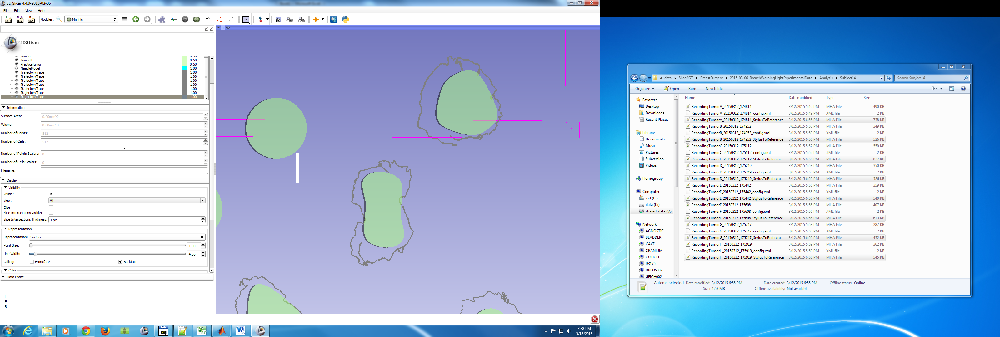 3D Slicer 4.4.0-2015-03-06
File Edit View Help
DATA DCM SAVE Modules: Models
1
3DSlicer
TumorF 0.50
TumorH 0.50
PracticeTumor 0.50
NeedleModel 1.00
TrajectoryTrace 1.00
TrajectoryTrace 1.00
TrajectoryTrace 1.00
TrajectoryTrace 1.00
TrajectoryTrace 1.00
TrajectoryTrace 1.00
TrajectoryTrace 1.00
Information
Surface Area: 0.00mm^2
Volume: 0.00mm^3
Number of Points: 512
Number of Cells: 512
Number of Points Scalars: 0
Number of Cells Scalars: 0
Filename:
Display
Visibility
Visible:
View: All
Clip:
Slice Intersections Visible:
Slice Intersections Thickness: 1 px
Representation
Representation: Surface
Point Size: 1.00
Line Width: 4.00
Culling: Frontface Backface
Color
Data Probe
L
F
B
Tek
3:38 PM
3/18/2015
« data SlicerIGT BreastSurgery 2015-03-06_BreachWarningLightExperimentalData Analysis Subject14
Search Subject14
Organize Open Burn New folder
Favorites
Desktop
Downloads
Recent Places
Libraries
Documents
Music
Pictures
Subversion
Videos
Homegroup
Computer
ssd (C:)
data (D:)
shared_data (\\in
Network
AGNOSTIC
BLADDER
CAVE
CRANIUM
CUTICLE
D3175
DBLOS002
GFICH002
Name Date modified Type Size
RecordingTumorA_20150312_174814 3/12/2015 5:49 PM MHA File 490 KB
RecordingTumorA_20150312_174814_config.xml 3/12/2015 5:49 PM XML file 2 KB
RecordingTumorA_20150312_174814_StylusToReference 3/12/2015 6:56 PM MHA File 738 KB
RecordingTumorB_20150312_174952 3/12/2015 5:50 PM MHA File 349 KB
RecordingTumorB_20150312_174952_config.xml 3/12/2015 5:50 PM XML file 2 KB
RecordingTumorB_20150312_174952_StylusToReference 3/12/2015 6:56 PM MHA File 526 KB
RecordingTumorC_20150312_175112 3/12/2015 5:52 PM MHA File 550 KB
RecordingTumorC_20150312_175112_config.xml 3/12/2015 5:52 PM XML file 2 KB
RecordingTumorC_20150312_175112_StylusToReference 3/12/2015 6:55 PM MHA File 827 KB
RecordingTumorD_20150312_175249 3/12/2015 5:53 PM MHA File 350 KB
RecordingTumorD_20150312_175249_config.xml 3/12/2015 5:53 PM XML file 2 KB
RecordingTumorD_20150312_175249_StylusToReference 3/12/2015 6:55 PM MHA File 526 KB
RecordingTumorE_20150312_175442 3/12/2015 5:55 PM MHA File 359 KB
RecordingTumorE_20150312_175442_config.xml 3/12/2015 5:55 PM XML file 2 KB
RecordingTumorE_20150312_175442_StylusToReference 3/12/2015 6:56 PM MHA File 540 KB
RecordingTumorF_20150312_175608 3/12/2015 5:56 PM MHA File 407 KB
RecordingTumorF_20150312_175608_config.xml 3/12/2015 5:56 PM XML file 2 KB
RecordingTumorF_20150312_175608_StylusToReference 3/12/2015 6:56 PM MHA File 613 KB
RecordingTumorG_20150312_175747 3/12/2015 5:58 PM MHA File 287 KB
RecordingTumorG_20150312_175747_config.xml 3/12/2015 5:58 PM XML file 2 KB
RecordingTumorG_20150312_175747_StylusToReference 3/12/2015 6:56 PM MHA File 432 KB
RecordingTumorH_20150312_175919 3/12/2015 5:59 PM MHA File 362 KB
RecordingTumorH_20150312_175919_config.xml 3/12/2015 5:59 PM XML file 2 KB
RecordingTumorH_20150312_175919_StylusToReference 3/12/2015 6:55 PM MHA File 545 KB
8 items selected Date modified: 3/12/2015 6:55 PM Date created: 3/12/2015 6:55 PM Offline status: Online
Size: 4.63 MB Offline availability: Not available